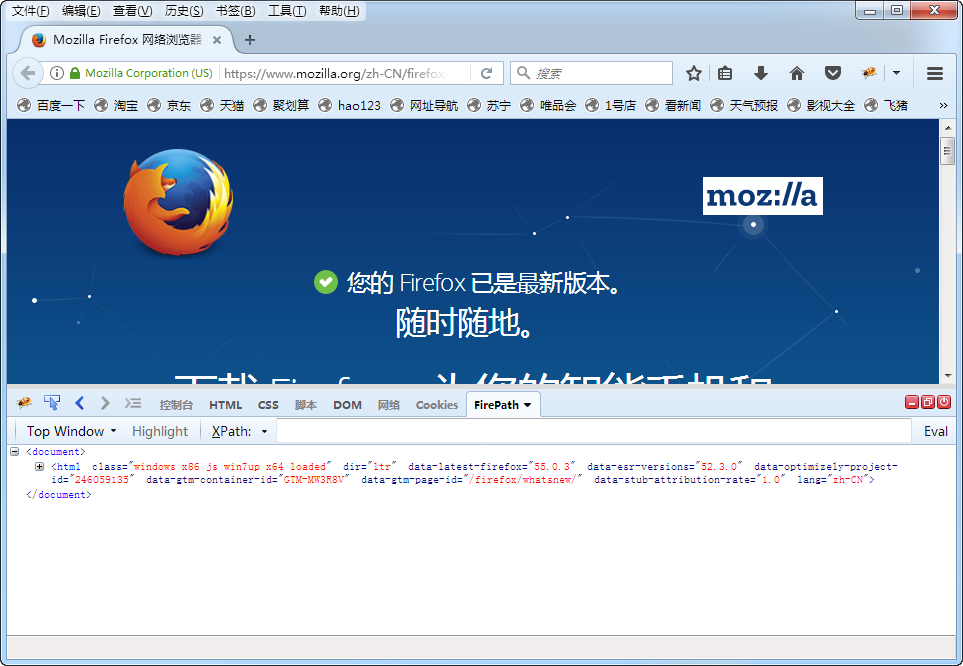 文件(F) 编辑(E) 查看(V) 历史(S) 书签(B) 工具(T) 帮助(H)
Mozilla Firefox 网络浏览器
Mozilla Corporation (US) https://www.mozilla.org/zh-CN/firefox 搜索
百度一下 淘宝 京东 天猫 聚划算 hao123 网址导航 苏宁 唯品会 1号店 看新闻 天气预报 影视大全 飞猪 »
moz://a
您的 Firefox 已是最新版本。
随时随地。
控制台 HTML CSS 脚本 DOM 网络 Cookies FirePath
Top Window Highlight XPath: Eval
<document>
<html class="windows x86 js win7up x64 loaded" dir="ltr" data-latest-firefox="55.0.3" data-esr-versions="52.3.0" data-optimizely-project-
id="246059135" data-gtm-container-id="GTM-MW3R8V" data-gtm-page-id="/firefox/whatsnew/" data-stub-attribution-rate="1.0" lang="zh-CN">
</document>